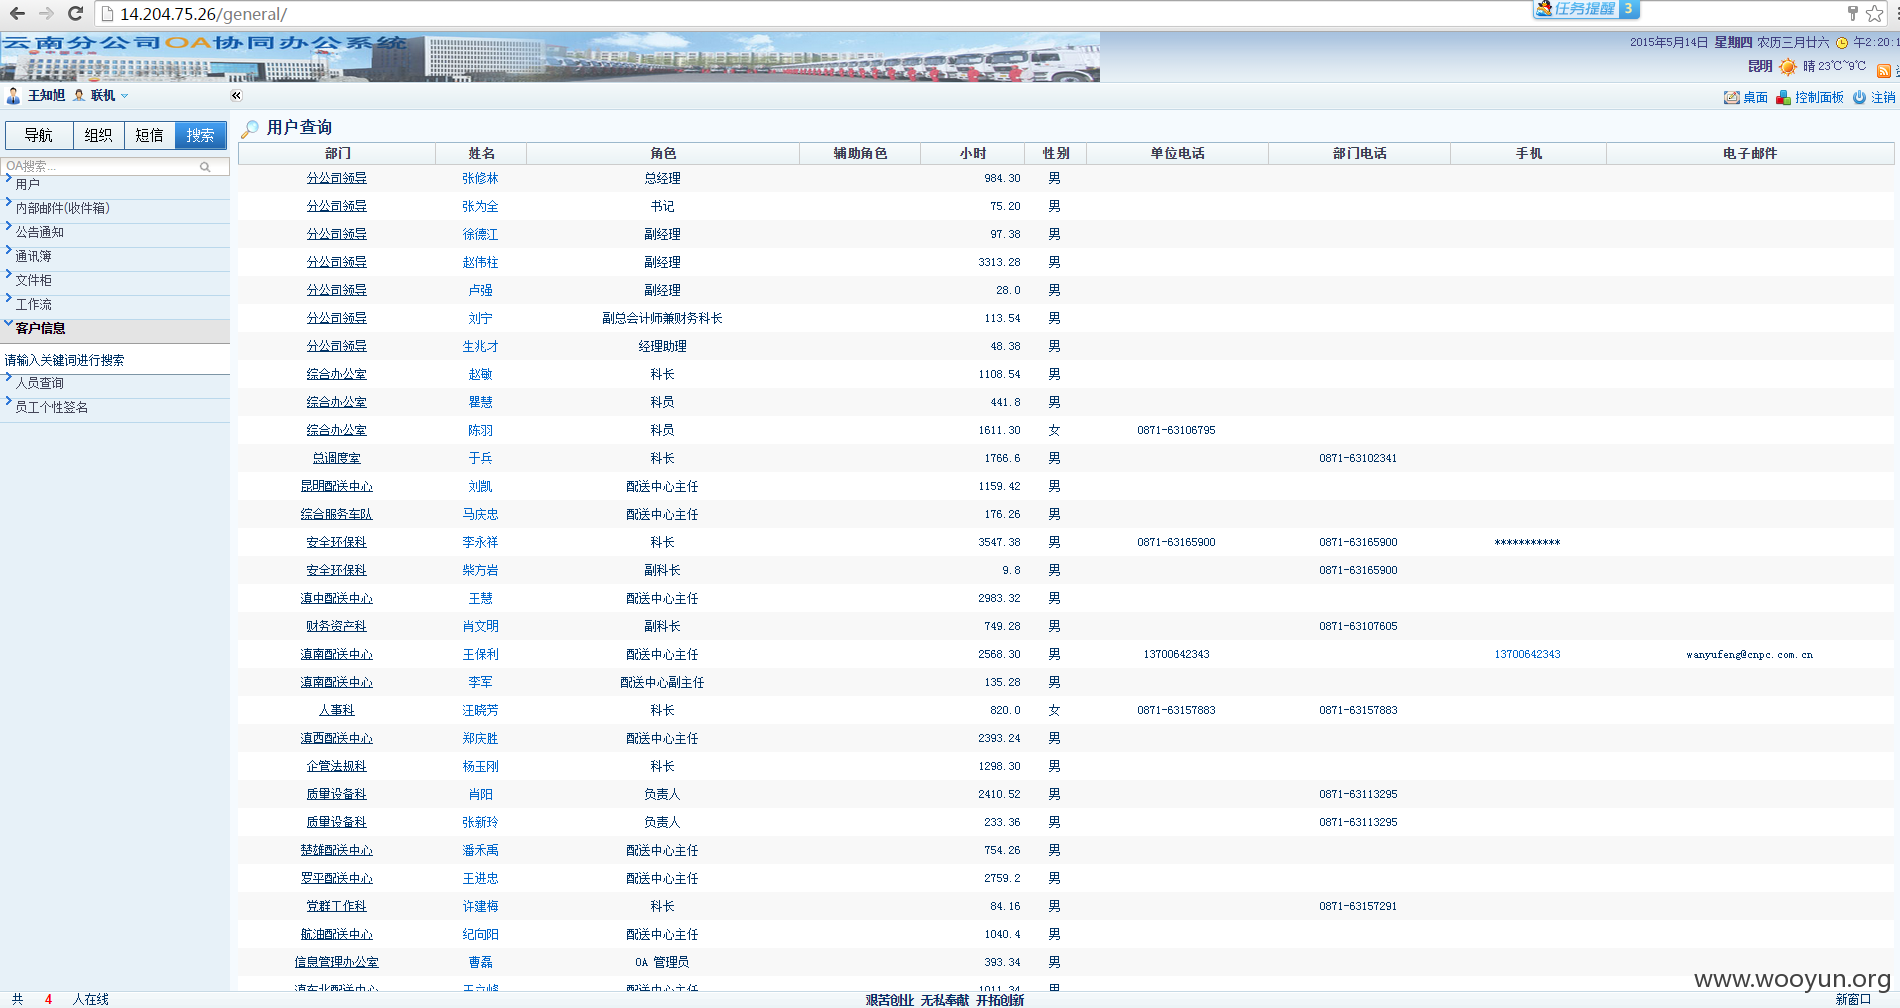 14.204.75.26/general/
任务提醒 3
云南分公司OA协同办公系统
2015年5月14日 星期四 农历三月廿六 午2:20:1
昆明 晴 23℃~9℃
王知旭 联机
桌面 控制面板 注销
导航 组织 短信 搜索
OA搜索...
用户
内部邮件(收件箱)
公告通知
通讯簿
文件柜
工作流
客户信息
请输入关键词进行搜索
人员查询
员工个性签名
用户查询
部门 姓名 角色 辅助角色 小时 性别 单位电话 部门电话 手机 电子邮件
分公司领导 张修林 总经理 984.30 男
分公司领导 张为全 书记 75.20 男
分公司领导 徐德江 副经理 97.38 男
分公司领导 赵伟柱 副经理 3313.28 男
分公司领导 卢强 副经理 28.0 男
分公司领导 刘宁 副总会计师兼财务科长 113.54 男
分公司领导 生兆才 经理助理 48.38 男
综合办公室 赵敏 科长 1108.54 男
综合办公室 瞿慧 科员 441.8 男
综合办公室 陈羽 科员 1611.30 女 0871-63106795
总调度室 于兵 科长 1766.6 男 0871-63102341
昆明配送中心 刘凯 配送中心主任 1159.42 男
综合服务车队 马庆忠 配送中心主任 176.26 男
安全环保科 李永祥 科长 3547.38 男 0871-63165900 0871-63165900 ***********
安全环保科 柴方岩 副科长 9.8 男 0871-63165900
滇中配送中心 王慧 配送中心主任 2983.32 男
财务资产科 肖文明 副科长 749.28 男 0871-63107605
滇南配送中心 王保利 配送中心主任 2568.30 男 13700642343 13700642343 wanyufeng@cnpc.com.cn
滇南配送中心 李军 配送中心副主任 135.28 男
人事科 汪晓芳 科长 820.0 女 0871-63157883 0871-63157883
滇西配送中心 郑庆胜 配送中心主任 2393.24 男
企管法规科 杨玉刚 科长 1298.30 男
质量设备科 肖阳 负责人 2410.52 男 0871-63113295
质量设备科 张新玲 负责人 233.36 男 0871-63113295
楚雄配送中心 潘禾禹 配送中心主任 754.26 男
罗平配送中心 王进忠 配送中心主任 2759.2 男
党群工作科 许建梅 科长 84.16 男 0871-63157291
航油配送中心 纪向阳 配送中心主任 1040.4 男
信息管理办公室 曹磊 OA 管理员 393.34 男
滇东北配送中心 王立峰 配送中心主任 1011.34 男
www.wooyun.org
共 4 人在线
艰苦创业 无私奉献 开拓创新
新窗口